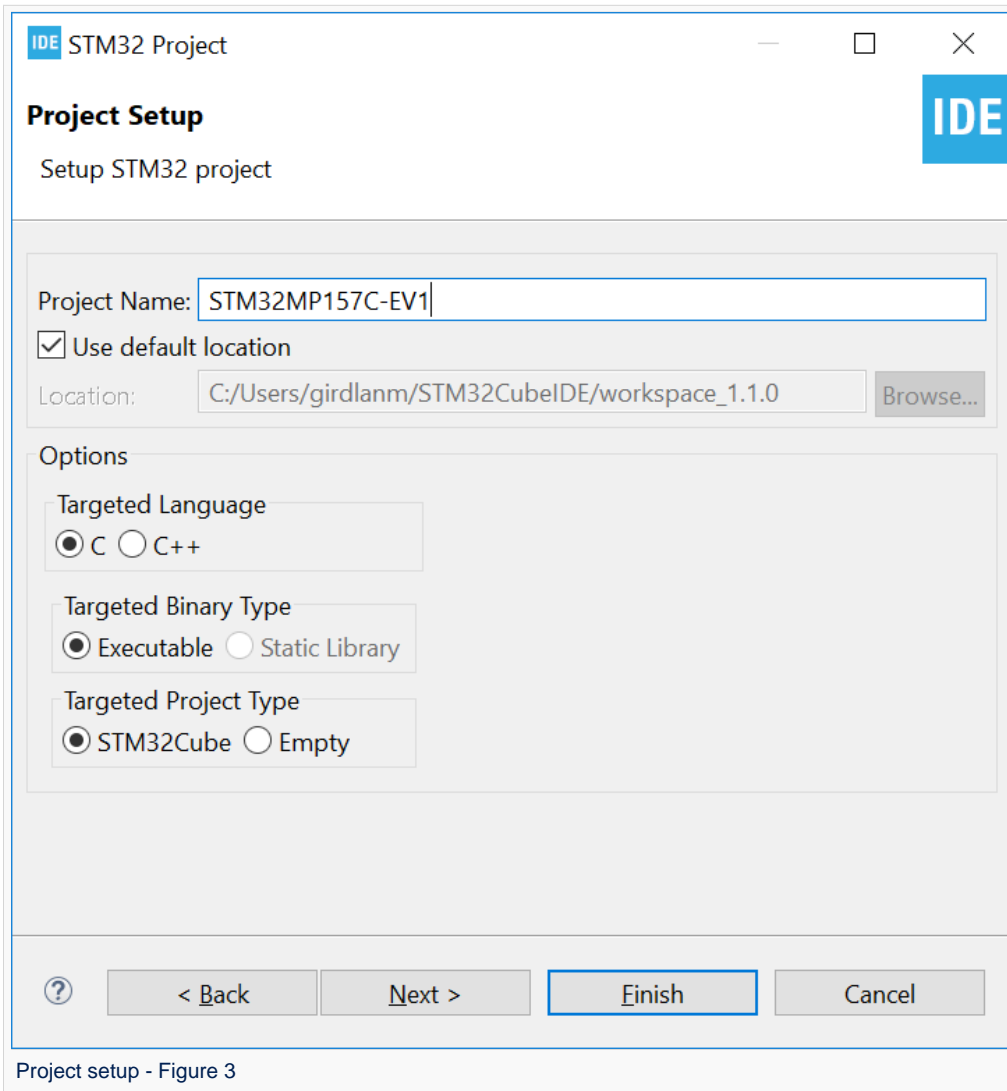 IDE STM32 Project
Project Setup
IDE
Setup STM32 project
Project Name: STM32MP157C-EV1
Use default location
Location: C:/Users/girdlanm/STM32CubeIDE/workspace_1.1.0 Browse...
Options
Targeted Language
C C++
Targeted Binary Type
Executable Static Library
Targeted Project Type
STM32Cube Empty
? < Back Next > Finish Cancel
Project setup - Figure 3